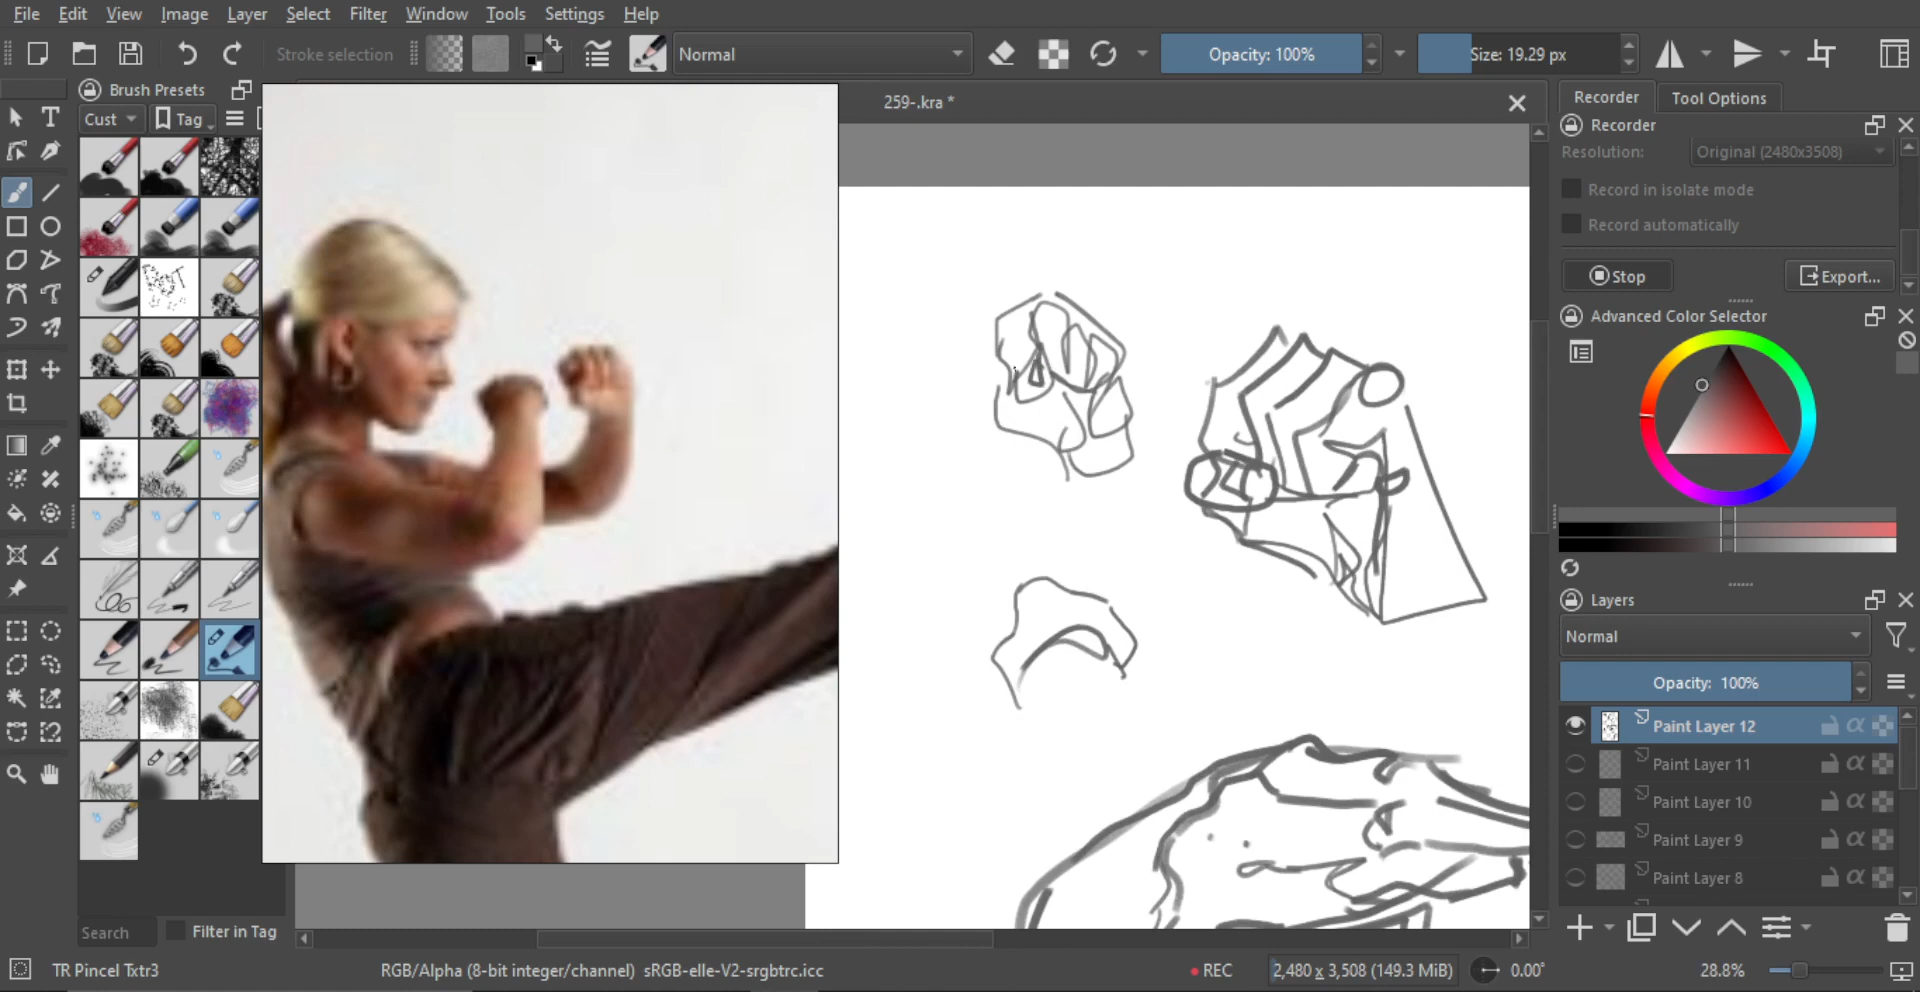 File Edit View Image Layer Select Filter Window Tools Settings Help
Stroke selection Normal Opacity: 100% Size: 19.29 px
Brush Presets
Cust Tag
259-.kra *
Recorder Tool Options
Recorder
Resolution: Original (2480x3508)
Record in isolate mode
Record automatically
Stop Export...
Advanced Color Selector
Layers
Normal
Opacity: 100%
Paint Layer 12
Paint Layer 11
Paint Layer 10
Paint Layer 9
Paint Layer 8
Search Filter in Tag
TR Pincel Txtr3 RGB/Alpha (8-bit integer/channel) sRGB-elle-V2-srgbtrc.icc REC 2,480 x 3,508 (149.3 MiB) 0.00° 28.8%